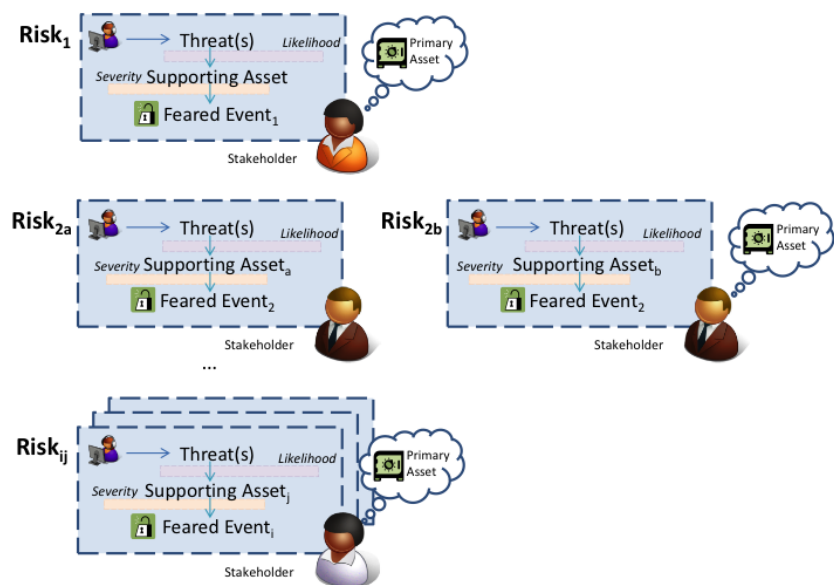 Risk₁
Threat(s)
Likelihood
Severity Supporting Asset
Feared Event₁
Stakeholder
Primary
Asset
Risk₂ₐ
Threat(s)
Likelihood
Severity Supporting Assetₐ
Feared Event₂
Stakeholder
Risk2b
Threat(s)
Likelihood
Severity Supporting Assetb
Feared Event₂
Stakeholder
Primary
Asset
...
Riskij
Threat(s)
Likelihood
Severity Supporting Assetj
Feared Eventi
Stakeholder
Primary
Asset